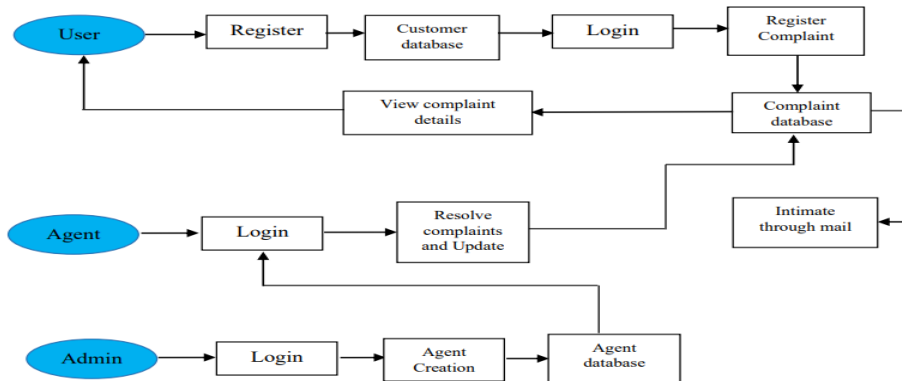 User
Register
Customer
database
Login
Register
Complaint
View complaint
details
Complaint
database
Agent
Login
Resolve
complaints
and Update
Intimate
through mail
Admin
Login
Agent
Creation
Agent
database